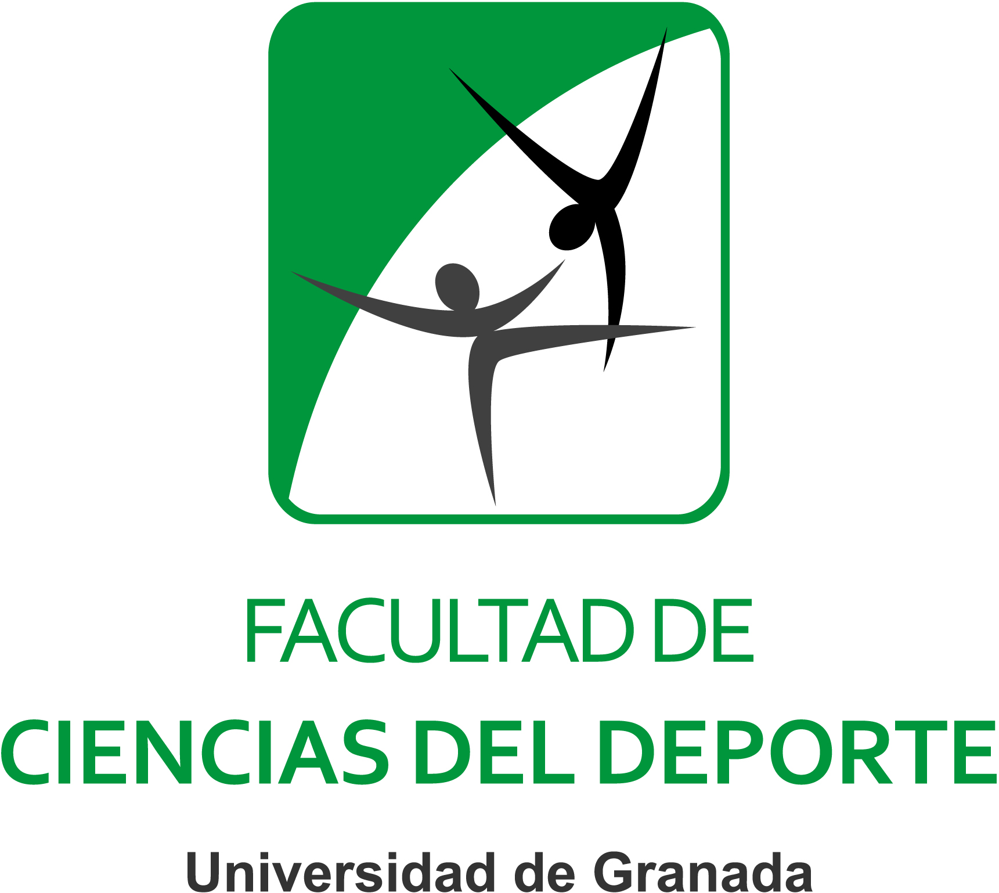 FACULTAD DE
CIENCIAS DEL DEPORTE
Universidad de Granada